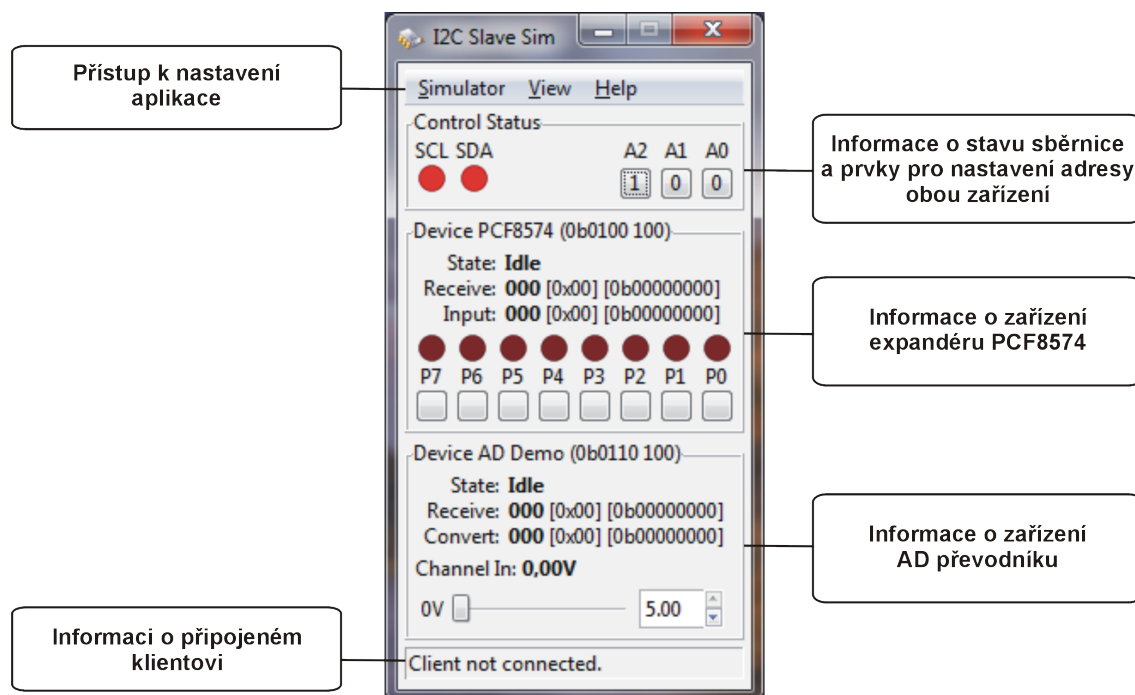 I2C Slave Sim
Přístup k nastavení
aplikace
Simulator View Help
Control Status
SCL SDA A2 A1 A0
1 0 0
Informace o stavu sběrnice
a prvky pro nastavení adresy
obou zařízení
Device PCF8574 (0b0100 100)
State: Idle
Receive: 000 [0x00] [0b00000000]
Input: 000 [0x00] [0b00000000]
P7 P6 P5 P4 P3 P2 P1 P0
Informace o zařízení
expandéru PCF8574
Device AD Demo (0b0110 100)
State: Idle
Receive: 000 [0x00] [0b00000000]
Convert: 000 [0x00] [0b00000000]
Channel In: 0,00V
0V 5.00
Informace o zařízení
AD převodníku
Informaci o připojeném
klientovi
Client not connected.